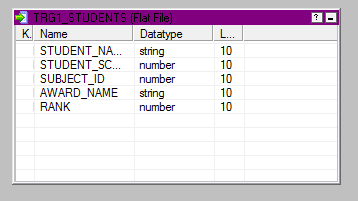 TRG1_STUDENTS (Flat File) ?
K Name Datatype L...
STUDENT_NA... string 10
STUDENT_SC... number 10
SUBJECT_ID number 10
AWARD_NAME string 10
RANK number 10